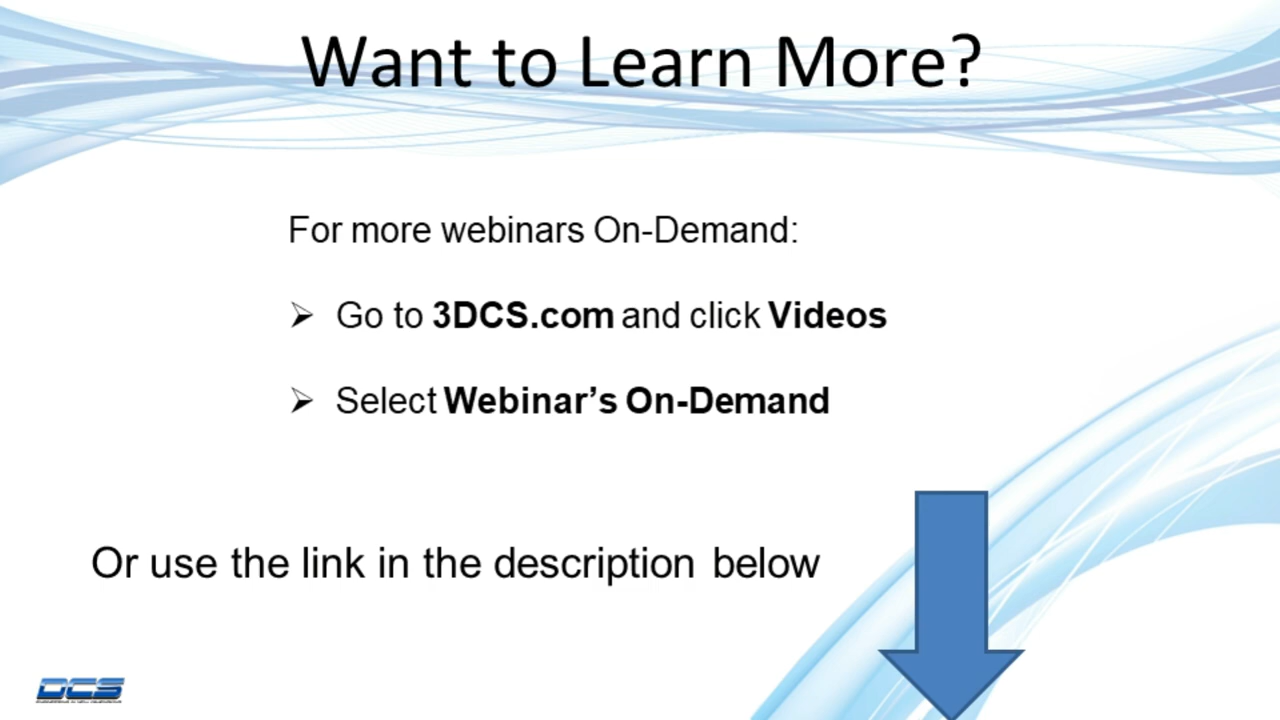 Want to Learn More?
For more webinars On-Demand:
Go to 3DCS.com and click Videos
Select Webinar’s On-Demand
Or use the link in the description below
DCS